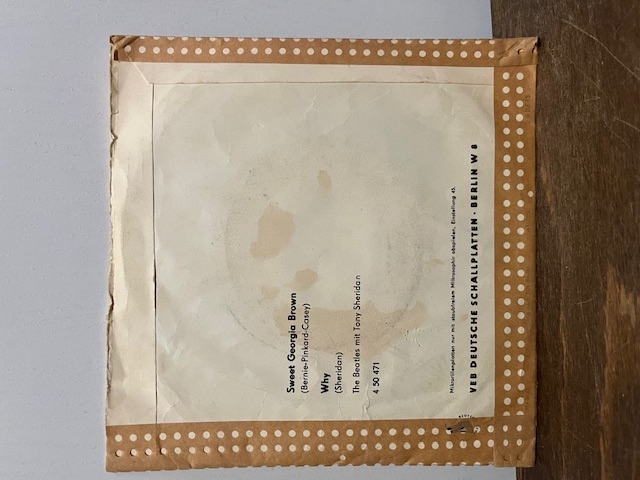 Sweet Georgia Brown
(Bernie-Pinkard-Casey)
Why
(Sheridan)
The Beatles mit Tony Sheridan
4 50 471
Mikrorillenplatten nur mit staubfreiem Mikrosaphir abspielen, Einstellung 45.
VEB DEUTSCHE SCHALLPLATTEN · BERLIN W 8